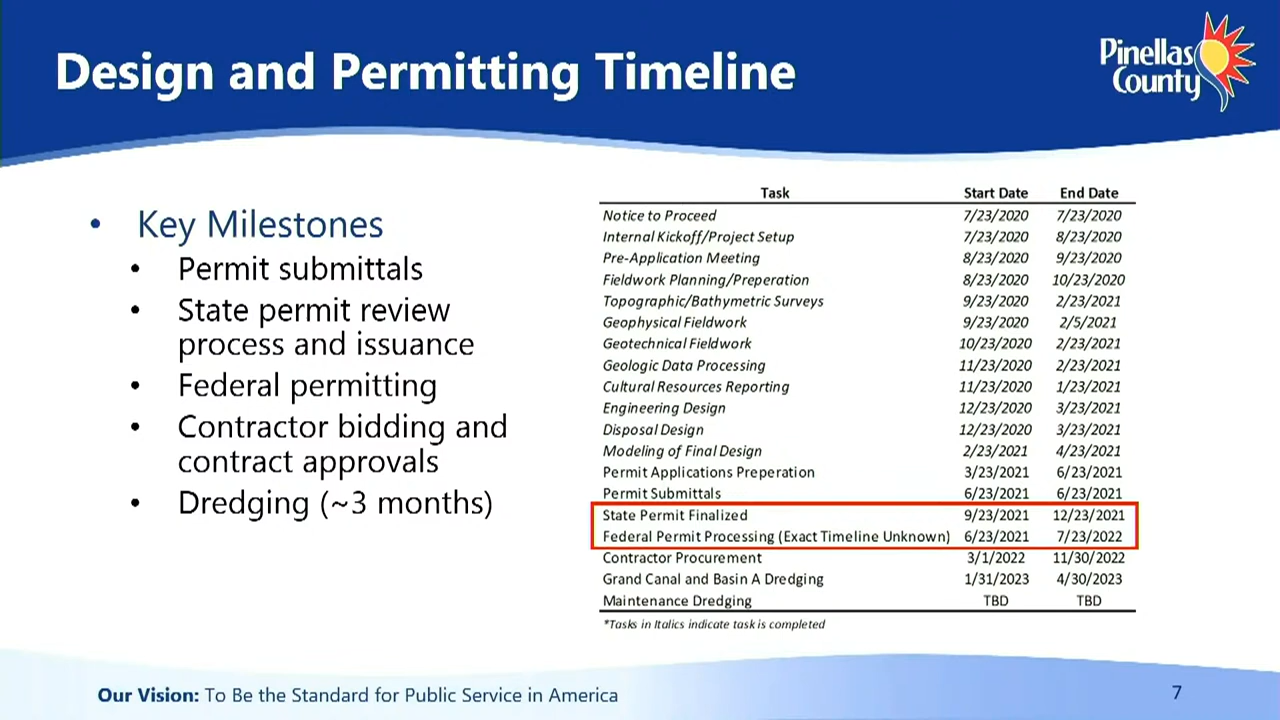 Design and Permitting Timeline
Pinellas
County
• Key Milestones
• Permit submittals
• State permit review
process and issuance
• Federal permitting
• Contractor bidding and
contract approvals
• Dredging (~3 months)
Task Start Date End Date
Notice to Proceed 7/23/2020 7/23/2020
Internal Kickoff/Project Setup 7/23/2020 8/23/2020
Pre-Application Meeting 8/23/2020 9/23/2020
Fieldwork Planning/Preperation 8/23/2020 10/23/2020
Topographic/Bathymetric Surveys 9/23/2020 2/23/2021
Geophysical Fieldwork 9/23/2020 2/5/2021
Geotechnical Fieldwork 10/23/2020 2/23/2021
Geologic Data Processing 11/23/2020 2/23/2021
Cultural Resources Reporting 11/23/2020 1/23/2021
Engineering Design 12/23/2020 3/23/2021
Disposal Design 12/23/2020 3/23/2021
Modeling of Final Design 2/23/2021 4/23/2021
Permit Applications Preperation 3/23/2021 6/23/2021
Permit Submittals 6/23/2021 6/23/2021
State Permit Finalized 9/23/2021 12/23/2021
Federal Permit Processing (Exact Timeline Unknown) 6/23/2021 7/23/2022
Contractor Procurement 3/1/2022 11/30/2022
Grand Canal and Basin A Dredging 1/31/2023 4/30/2023
Maintenance Dredging TBD TBD
*Tasks in Italics indicate task is completed
Our Vision: To Be the Standard for Public Service in America
7